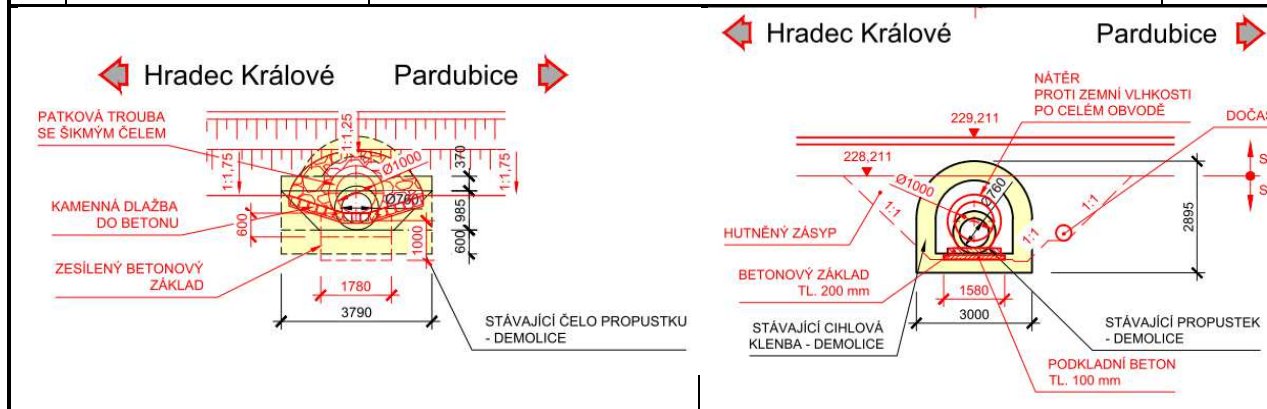 Hradec Králové
Pardubice
PATKOVÁ TROUBA
SE ŠIKMÝM ČELEM
1:1,25
1:1,75
1:1,75
Ø1000
Ø760
370
985
600
1000
600
KAMENNÁ DLAŽBA
DO BETONU
ZESÍLENÝ BETONOVÝ
ZÁKLAD
1780
3790
STÁVAJÍCÍ ČELO PROPUSTKU
- DEMOLICE
Hradec Králové
Pardubice
NÁTĚR
PROTI ZEMNÍ VLHKOSTI
PO CELÉM OBVODĚ
229,211
228,211
Ø1000
Ø760
1:1
1:1
1:1
2895
HUTNĚNÝ ZÁSYP
BETONOVÝ ZÁKLAD
TL. 200 mm
1580
3000
STÁVAJÍCÍ CIHLOVÁ
KLENBA - DEMOLICE
STÁVAJÍCÍ PROPUSTEK
- DEMOLICE
PODKLADNÍ BETON
TL. 100 mm
DOČAS
S
S